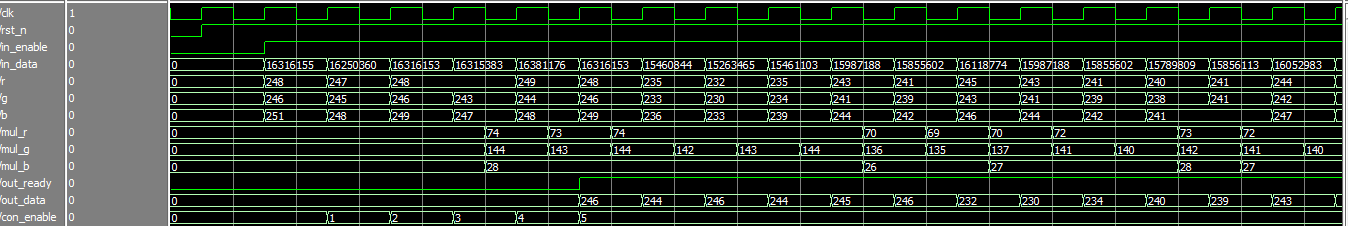 /clk 1
/rst_n 0
/in_enable 0
/in_data 0 0 16316155 16250360 16316153 16315383 16381176 16316153 15460844 15263465 15461103 15987188 15855602 16118774 15987188 15855602 15789809 15856113 16052983
/r 0 0 248 247 248 249 248 235 232 235 243 241 245 243 241 240 241 244
/g 0 0 246 245 246 243 244 246 233 230 234 241 239 243 241 239 238 241 242
/b 0 0 251 248 249 247 248 249 236 233 239 244 242 246 244 242 241 247
/mul_r 0 0 74 73 74 70 69 70 72 73 72
/mul_g 0 0 144 143 144 142 143 144 136 135 137 141 140 142 141 140
/mul_b 0 0 28 26 27 28 27
/out_ready 0
/out_data 0 0 246 244 246 244 245 246 232 230 234 240 239 243
/con_enable 0 0 1 2 3 4 5